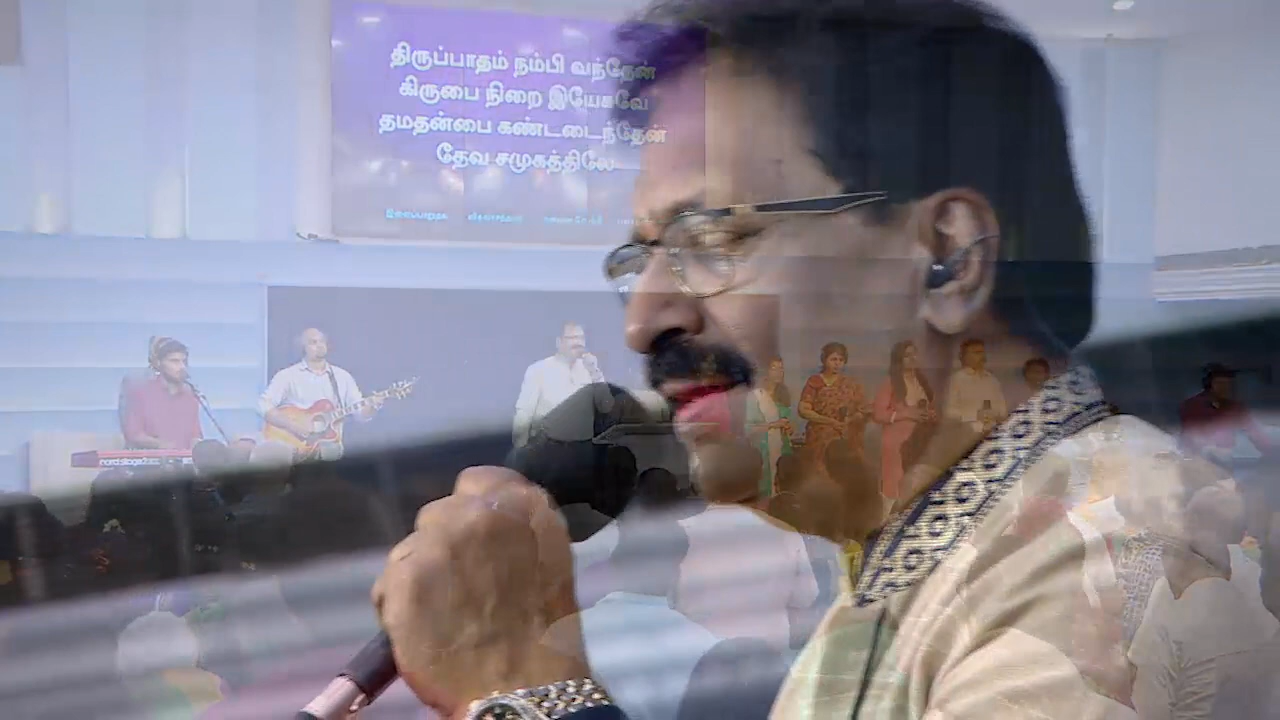 திருப்பாதம் நம்பி வந்தேன்
கிருபை நிறை இயேசுவே
தமதன்பை கண்டடைந்தேன்
தேவ சமுகத்திலே